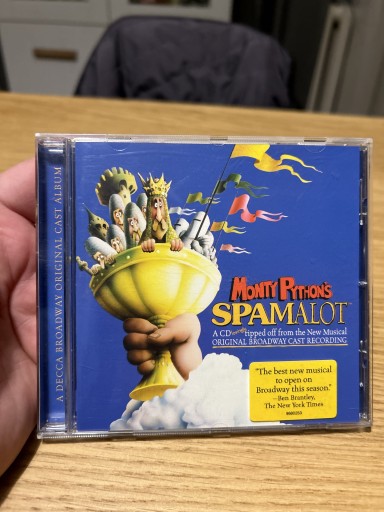 A DECCA BROADWAY ORIGINAL CAST ALBUM
MONTY PYTHON'S
SPAMALOT
A CD ripped off from the New Musical
ORIGINAL BROADWAY CAST RECORDING
"The best new musical
to open on
Broadway this season."
—Ben Brantley,
The New York Times